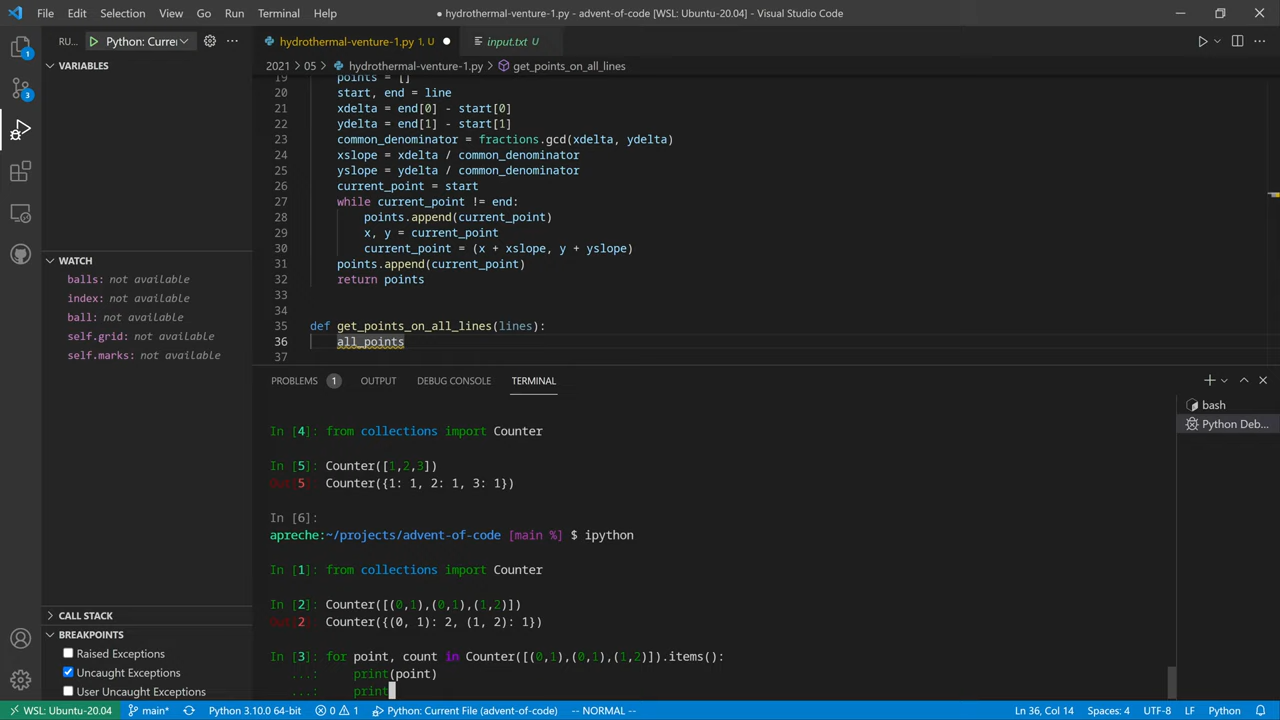 File Edit Selection View Go Run Terminal Help
● hydrothermal-venture-1.py - advent-of-code [WSL: Ubuntu-20.04] - Visual Studio Code
RU... Python: Currer ···
hydrothermal-venture-1.py 1, U ●
input.txt U
2021 > 05 > hydrothermal-venture-1.py > get_points_on_all_lines
VARIABLES
WATCH
balls: not available
index: not available
ball: not available
self.grid: not available
self.marks: not available
CALL STACK
BREAKPOINTS
Raised Exceptions
Uncaught Exceptions
User Uncaught Exceptions
19 points = []
20 start, end = line
21 xdelta = end[0] - start[0]
22 ydelta = end[1] - start[1]
23 common_denominator = fractions.gcd(xdelta, ydelta)
24 xslope = xdelta / common_denominator
25 yslope = ydelta / common_denominator
26 current_point = start
27 while current_point != end:
28 points.append(current_point)
29 x, y = current_point
30 current_point = (x + xslope, y + yslope)
31 points.append(current_point)
32 return points
33
34
35 def get_points_on_all_lines(lines):
36 all_points
37
PROBLEMS 1 OUTPUT DEBUG CONSOLE TERMINAL
bash
Python Deb...
In [4]: from collections import Counter
In [5]: Counter([1,2,3])
Out[5]: Counter({1: 1, 2: 1, 3: 1})
In [6]:
apreche:~/projects/advent-of-code [main %] $ ipython
In [1]: from collections import Counter
In [2]: Counter([(0,1),(0,1),(1,2)])
Out[2]: Counter({(0, 1): 2, (1, 2): 1})
In [3]: for point, count in Counter([(0,1),(0,1),(1,2)]).items():
...: print(point)
...: print
1 3 2
WSL: Ubuntu-20.04 main* Python 3.10.0 64-bit 0 1 Python: Current File (advent-of-code) -- NORMAL -- Ln 36, Col 14 Spaces: 4 UTF-8 LF Python